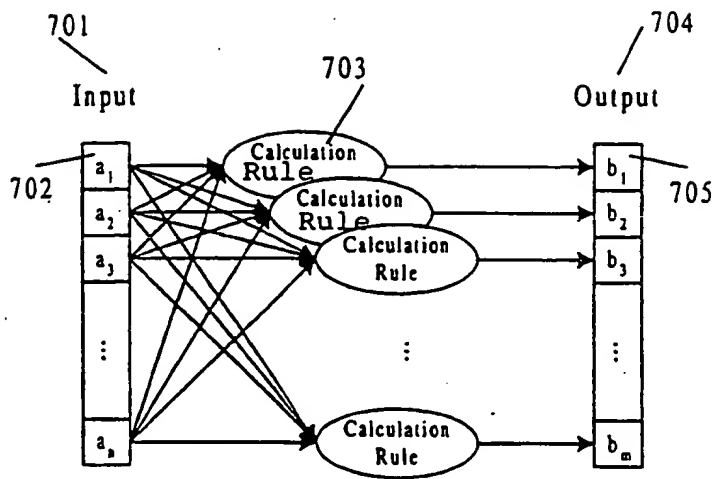 701
704
703
Input
Output
702
a1
Calculation
Rule
b1
705
a2
Calculation
Rule
b2
a3
Calculation
Rule
b3
⋮
⋮
⋮
an
Calculation
Rule
bm